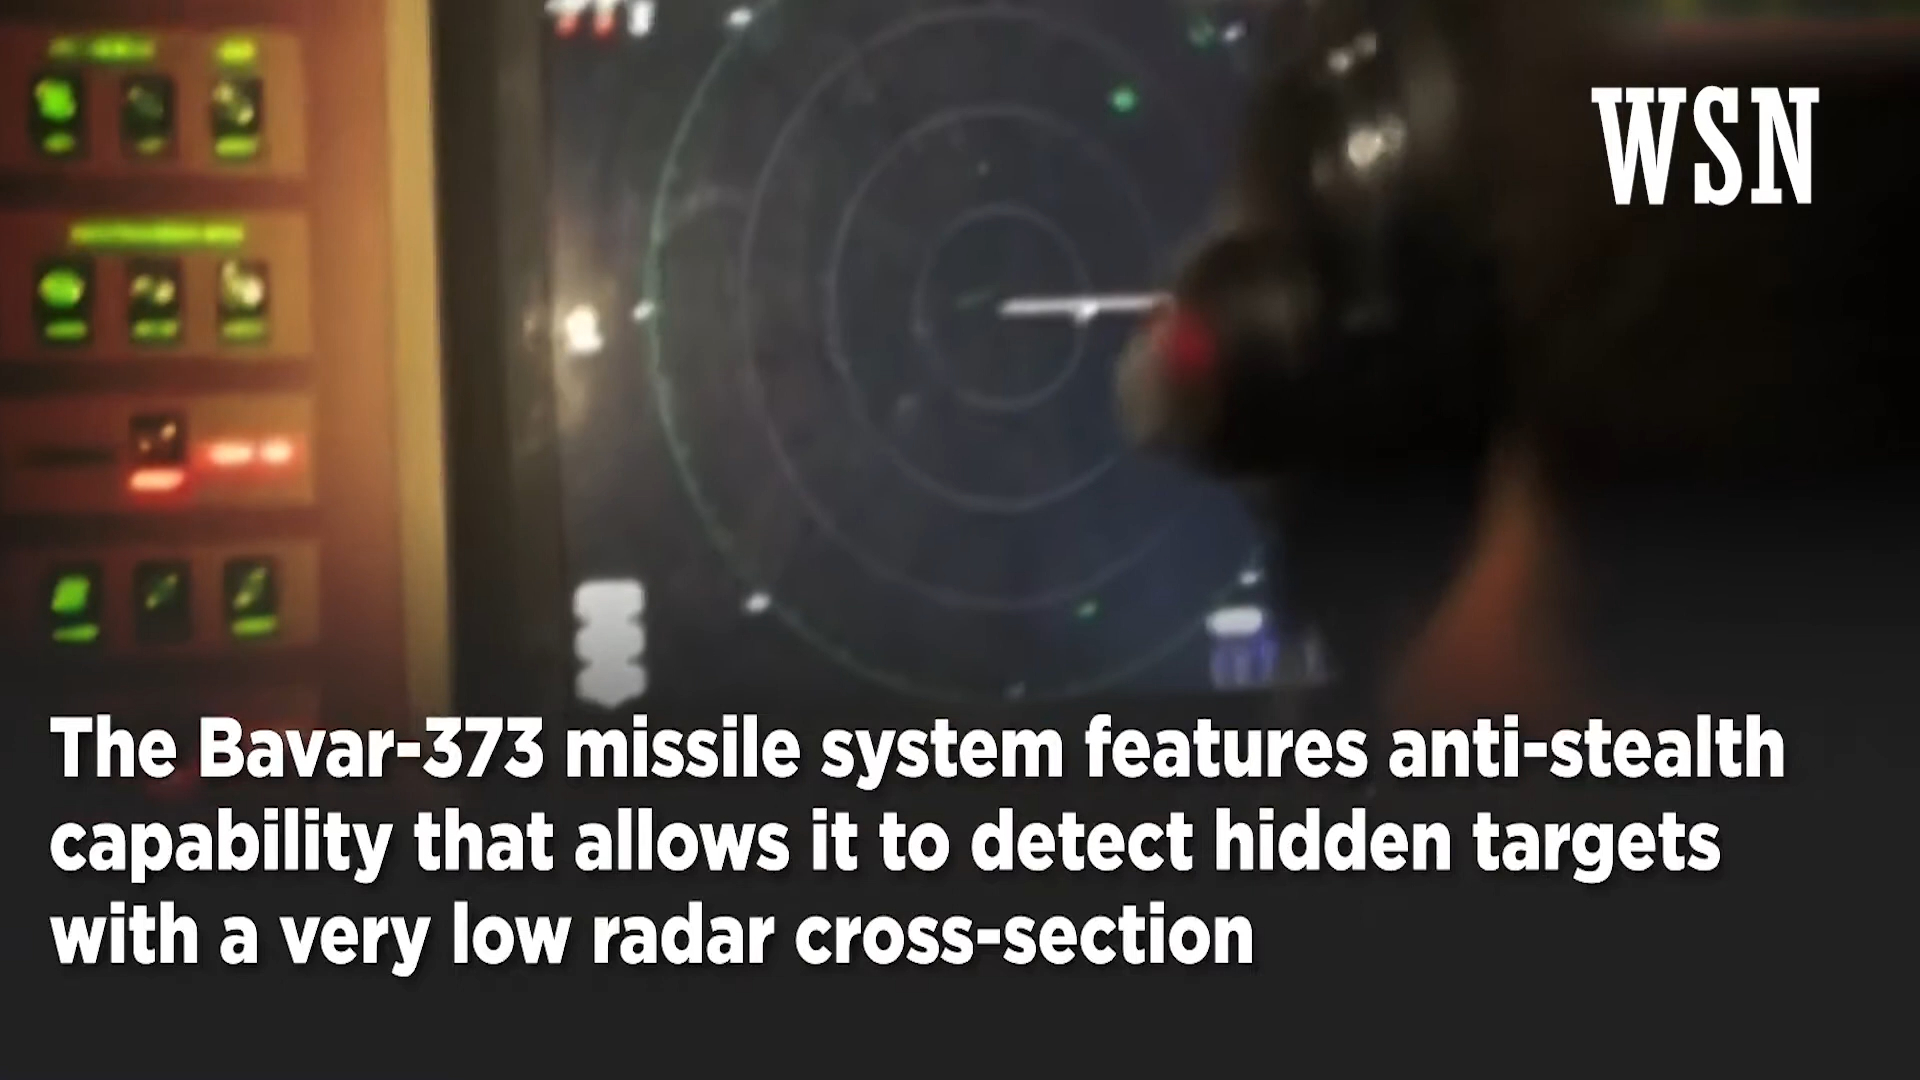 WSN
The Bavar-373 missile system features anti-stealth
capability that allows it to detect hidden targets
with a very low radar cross-section